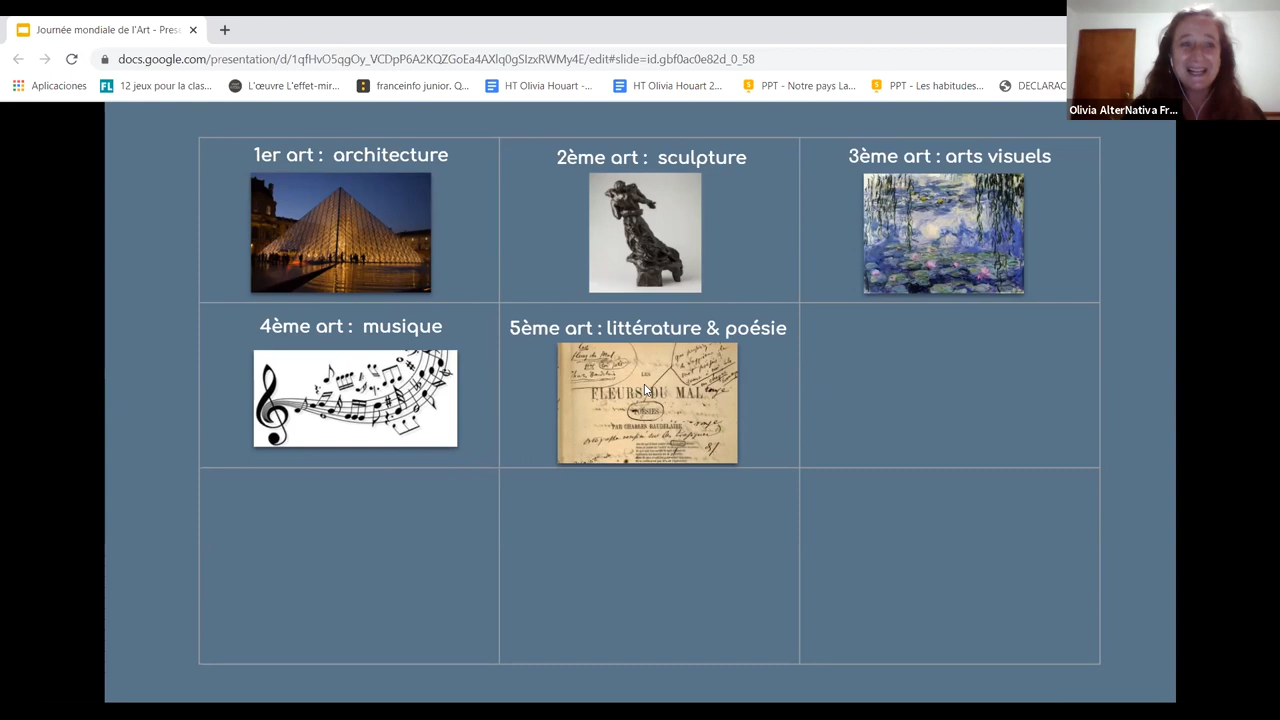 Journée mondiale de l'Art - Pres
docs.google.com/presentation/d/1qfHvO5qgOy_VCDpP6A2KQZGoEa4AXlq0gSIzxRWMy4E/edit#slide=id.gbf0ac0e82d_0_58
Aplicaciones
FL 12 jeux pour la clas...
L'œuvre L'effet-mir...
franceinfo junior. Q...
HT Olivia Houart -...
HT Olivia Houart 2...
PPT - Notre pays La...
PPT - Les habitudes...
DECLARAC
Olivia AlterNativa Fr...
1er art : architecture
2ème art : sculpture
3ème art : arts visuels
4ème art : musique
5ème art : littérature & poésie
LES
FLEURS DU MAL
POÉSIES
PAR CHARLES BAUDELAIRE